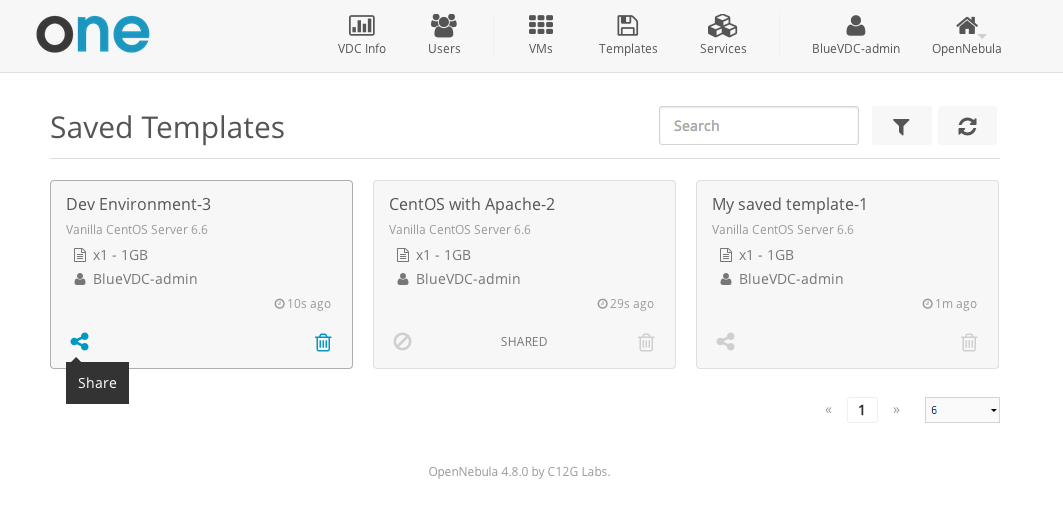 one
VDC Info
Users
VMs
Templates
Services
BlueVDC-admin
OpenNebula
Saved Templates
Search
Dev Environment-3
Vanilla CentOS Server 6.6
x1 - 1GB
BlueVDC-admin
10s ago
Share
CentOS with Apache-2
Vanilla CentOS Server 6.6
x1 - 1GB
BlueVDC-admin
29s ago
SHARED
My saved template-1
Vanilla CentOS Server 6.6
x1 - 1GB
BlueVDC-admin
1m ago
« 1 » 6
OpenNebula 4.8.0 by C12G Labs.